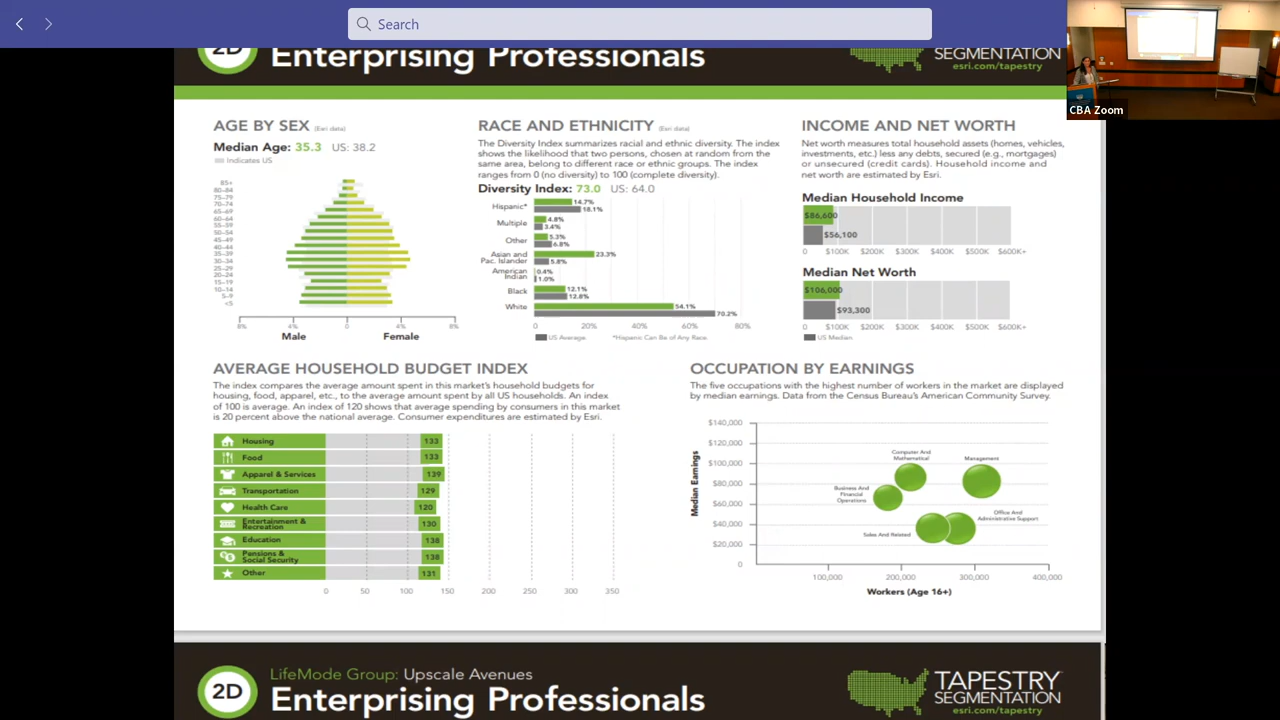 Search
2D
Enterprising Professionals
SEGMENTATION
esri.com/tapestry
CBA Zoom
AGE BY SEX (Esri data)
Median Age: 35.3 US: 38.2
Indicates US
85+
80–84
75–79
70–74
65–69
60–64
55–59
50–54
45–49
40–44
35–39
30–34
25–29
20–24
15–19
10–14
5–9
<5
8% 4% 0 4% 8%
Male Female
RACE AND ETHNICITY (Esri data)
The Diversity Index summarizes racial and ethnic diversity. The index
shows the likelihood that two persons, chosen at random from the
same area, belong to different race or ethnic groups. The index
ranges from 0 (no diversity) to 100 (complete diversity).
Diversity Index: 73.0 US: 64.0
Hispanic* 14.7%
18.1%
Multiple 4.8%
3.4%
Other 5.3%
6.8%
Asian and
Pac. Islander 23.3%
5.8%
American
Indian 0.4%
1.0%
Black 12.1%
12.8%
White 54.1%
70.2%
0 20% 40% 60% 80%
US Average *Hispanic Can Be of Any Race.
INCOME AND NET WORTH
Net worth measures total household assets (homes, vehicles,
investments, etc.) less any debts, secured (e.g., mortgages)
or unsecured (credit cards). Household income and
net worth are estimated by Esri.
Median Household Income
$86,600
$56,100
0 $100K $200K $300K $400K $500K $600K+
Median Net Worth
$106,000
$93,300
0 $100K $200K $300K $400K $500K $600K+
US Median
AVERAGE HOUSEHOLD BUDGET INDEX
The index compares the average amount spent in this market's household budgets for
housing, food, apparel, etc., to the average amount spent by all US households. An index
of 100 is average. An index of 120 shows that average spending by consumers in this market
is 20 percent above the national average. Consumer expenditures are estimated by Esri.
Housing 133
Food 133
Apparel & Services 139
Transportation 129
Health Care 120
Entertainment &
Recreation 130
Education 138
Pensions &
Social Security 138
Other 131
0 50 100 150 200 250 300 350
OCCUPATION BY EARNINGS
The five occupations with the highest number of workers in the market are displayed
by median earnings. Data from the Census Bureau's American Community Survey.
$140,000
$120,000
$100,000
$80,000
$60,000
$40,000
$20,000
0
Median Earnings
Computer And
Mathematical
Management
Business And
Financial
Operations
Office And
Administrative Support
Sales And Related
100,000 200,000 300,000 400,000
Workers (Age 16+)
2D
LifeMode Group: Upscale Avenues
Enterprising Professionals
TAPESTRY
SEGMENTATION
esri.com/tapestry